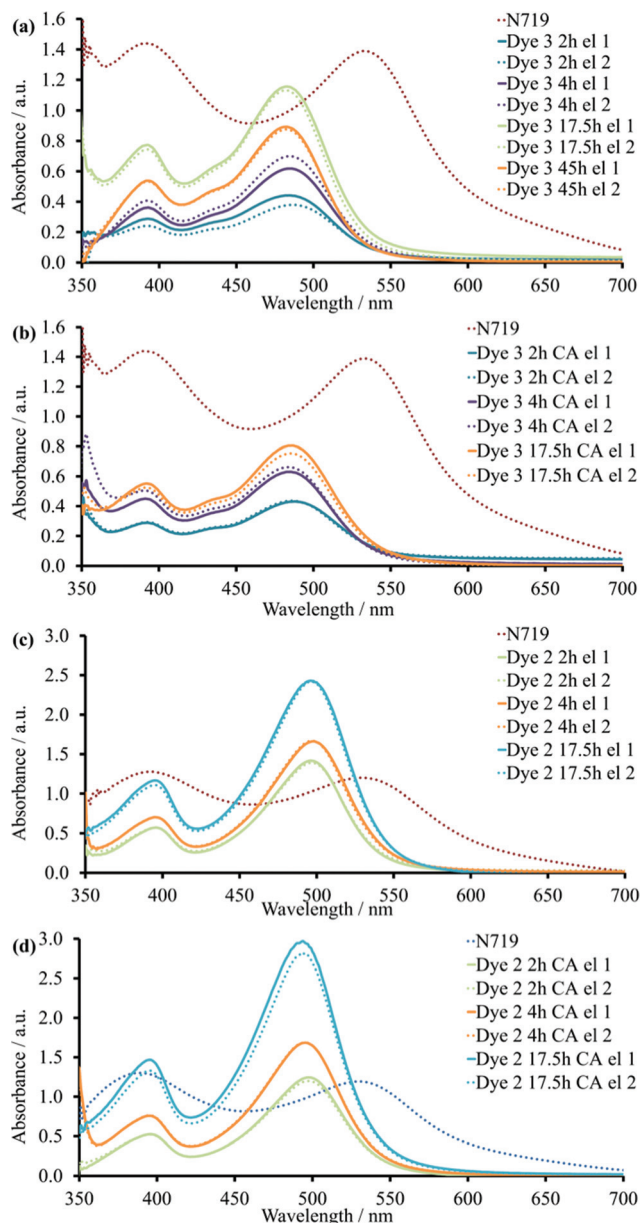 (a)
Absorbance / a.u.
1.6
1.4
1.2
1.0
0.8
0.6
0.4
0.2
0.0
N719
Dye 3 2h el 1
Dye 3 2h el 2
Dye 3 4h el 1
Dye 3 4h el 2
Dye 3 17.5h el 1
Dye 3 17.5h el 2
Dye 3 45h el 1
Dye 3 45h el 2
350 400 450 500 550 600 650 700
Wavelength / nm
(b)
Absorbance / a.u.
1.6
1.4
1.2
1.0
0.8
0.6
0.4
0.2
0.0
N719
Dye 3 2h CA el 1
Dye 3 2h CA el 2
Dye 3 4h CA el 1
Dye 3 4h CA el 2
Dye 3 17.5h CA el 1
Dye 3 17.5h CA el 2
350 400 450 500 550 600 650 700
Wavelength / nm
(c)
Absorbance / a.u.
3.0
2.5
2.0
1.5
1.0
0.5
0.0
N719
Dye 2 2h el 1
Dye 2 2h el 2
Dye 2 4h el 1
Dye 2 4h el 2
Dye 2 17.5h el 1
Dye 2 17.5h el 2
350 400 450 500 550 600 650 700
Wavelength / nm
(d)
Absorbance / a.u.
3.0
2.5
2.0
1.5
1.0
0.5
0.0
N719
Dye 2 2h CA el 1
Dye 2 2h CA el 2
Dye 2 4h CA el 1
Dye 2 4h CA el 2
Dye 2 17.5h CA el 1
Dye 2 17.5h CA el 2
350 400 450 500 550 600 650 700
Wavelength / nm